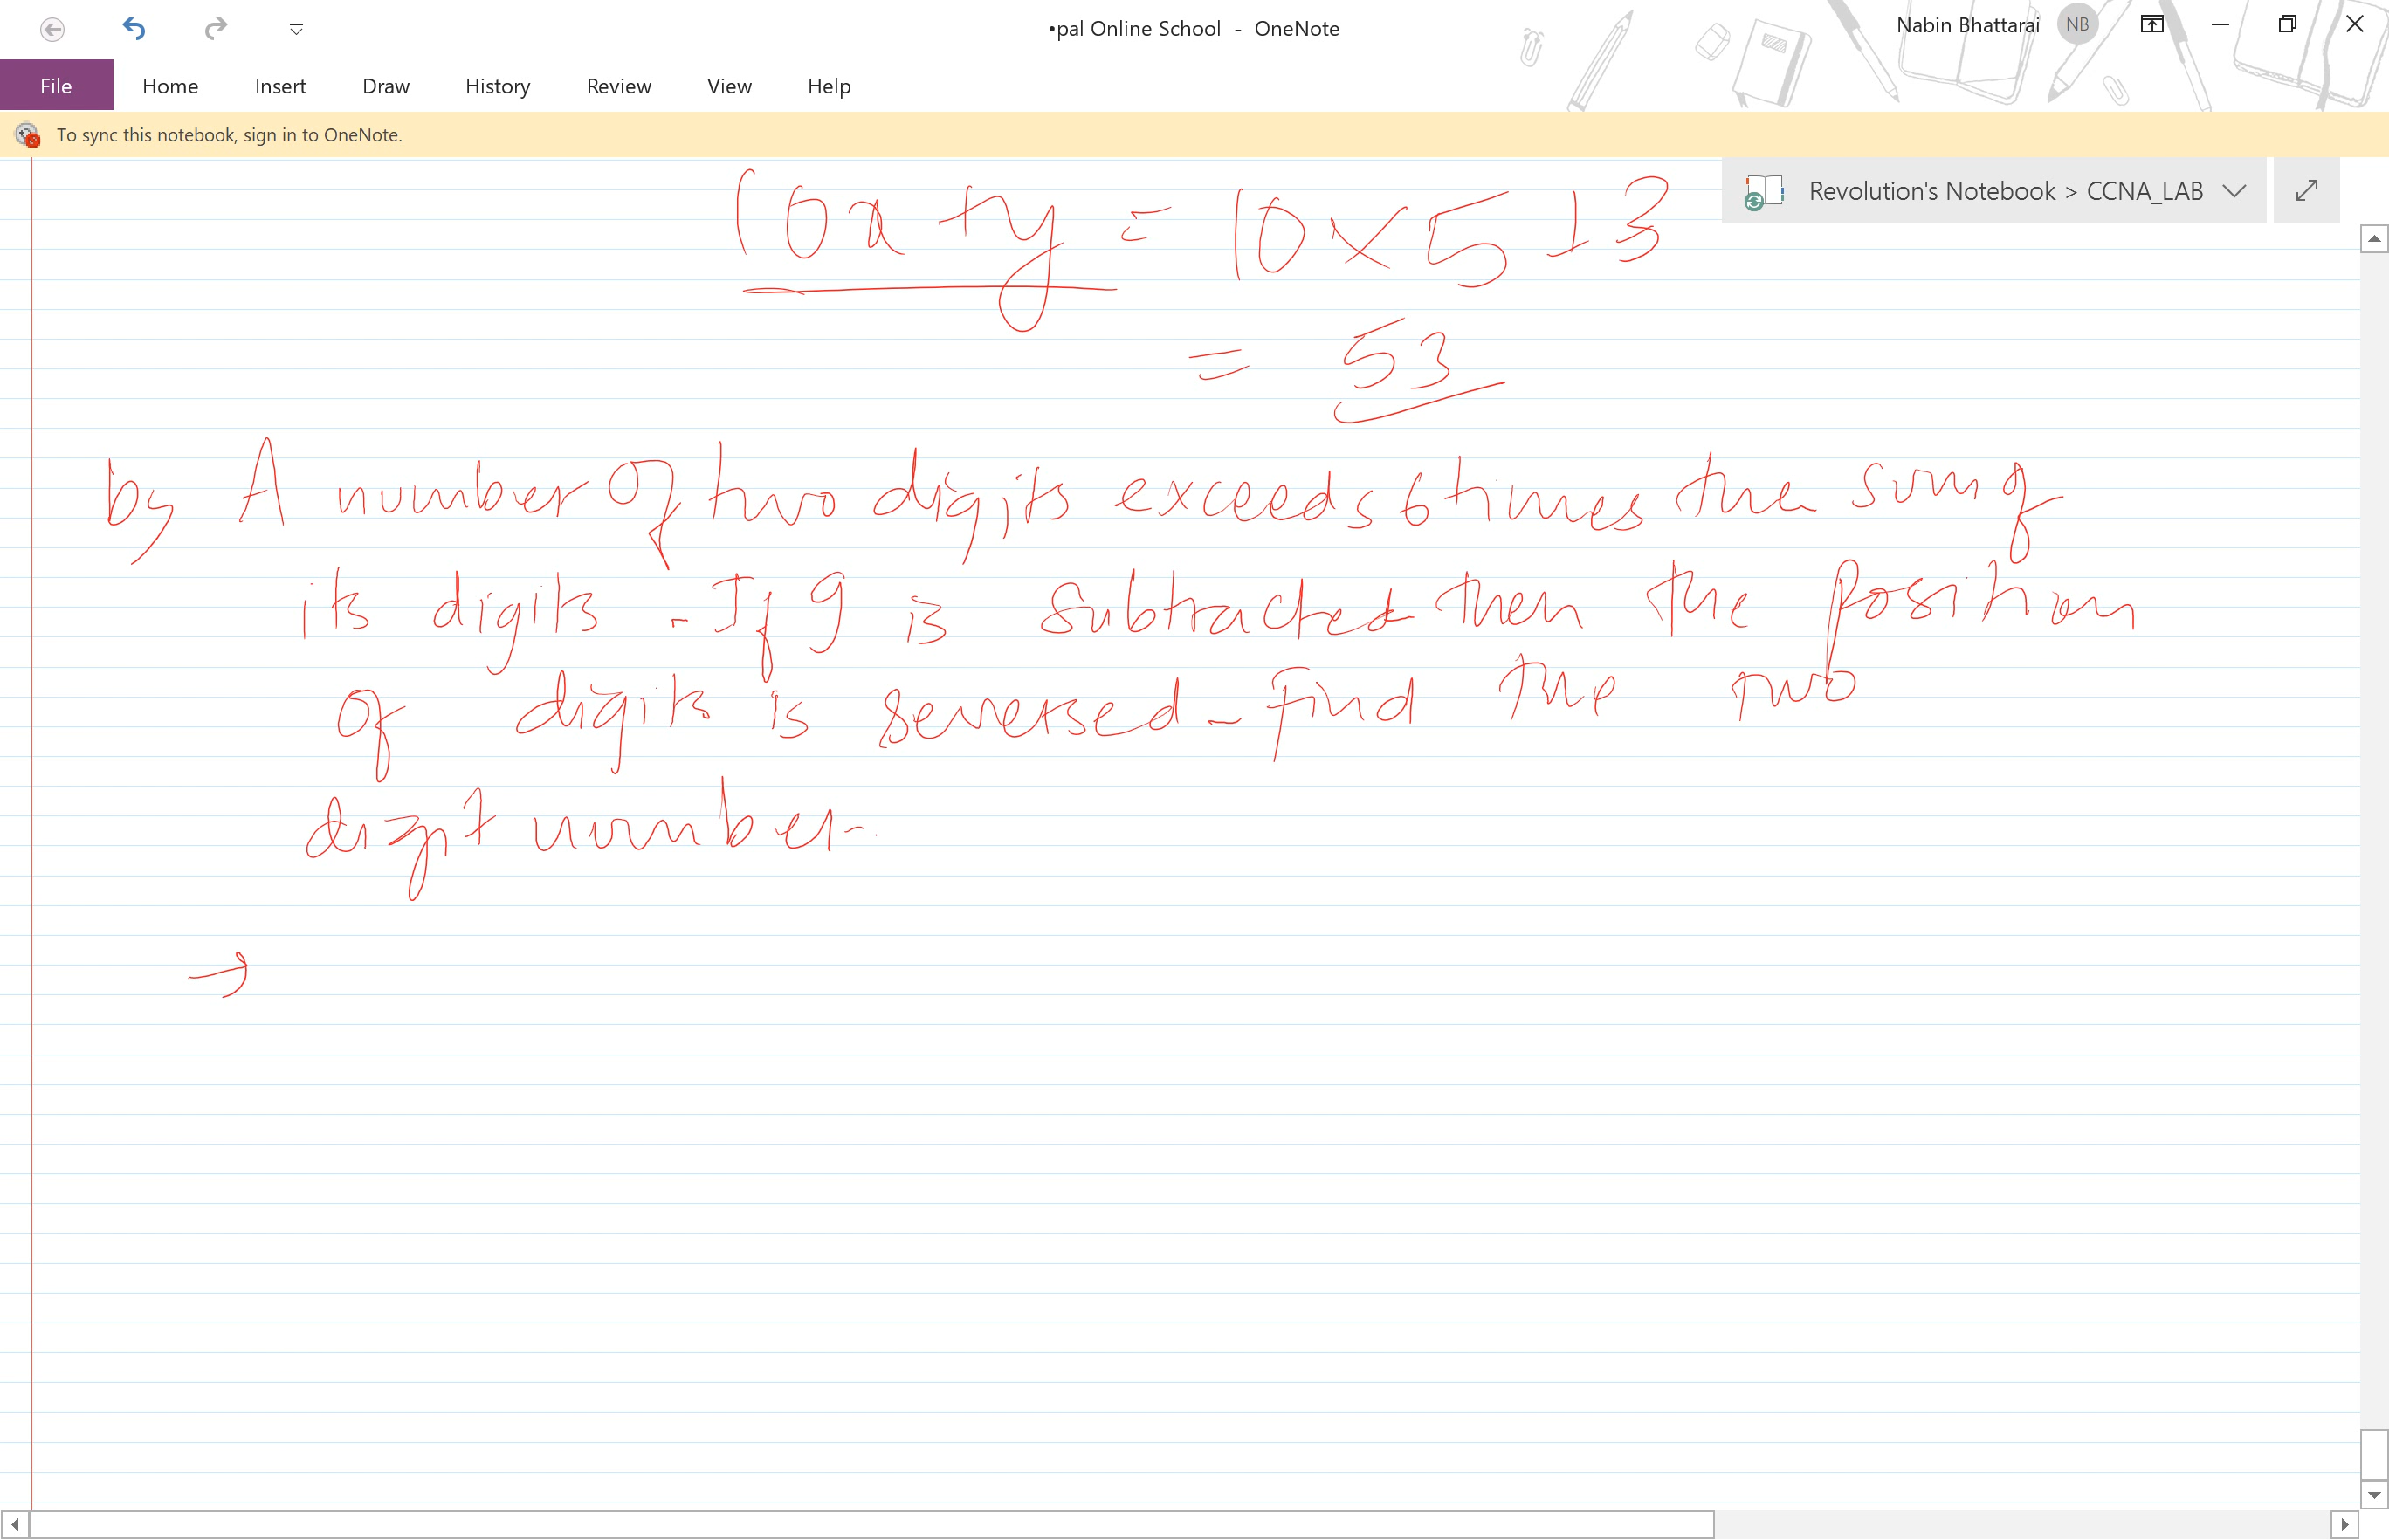 •pal Online School - OneNote
Nabin Bhattarai NB
File Home Insert Draw History Review View Help
To sync this notebook, sign in to OneNote.
Revolution's Notebook > CCNA_LAB
10x + y = 10 × 5 + 3
= 53
b) A number of two digits exceeds 6 times the sum of
its digits. If 9 is subtracted then the position
of digits is reversed. Find the two
digit number.
→